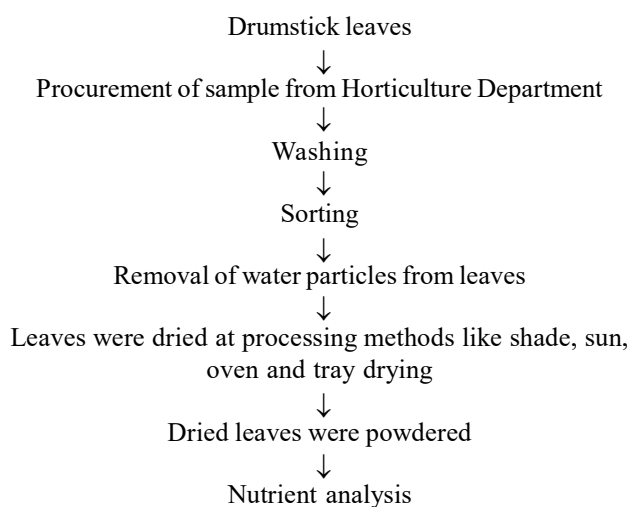 Drumstick leaves
↓
Procurement of sample from Horticulture Department
↓
Washing
↓
Sorting
↓
Removal of water particles from leaves
↓
Leaves were dried at processing methods like shade, sun,
oven and tray drying
↓
Dried leaves were powdered
↓
Nutrient analysis